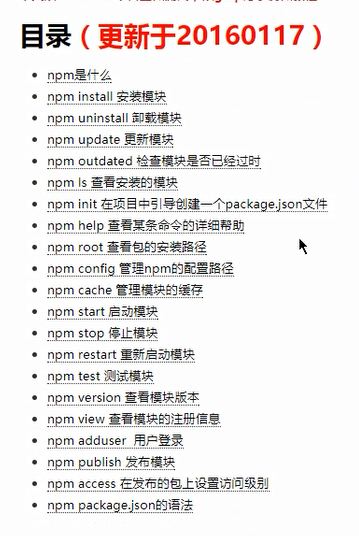 目录（更新于20160117）
npm是什么
npm install 安装模块
npm uninstall 卸载模块
npm update 更新模块
npm outdated 检查模块是否已经过时
npm ls 查看安装的模块
npm init 在项目中引导创建一个package.json文件
npm help 查看某条命令的详细帮助
npm root 查看包的安装路径
npm config 管理npm的配置路径
npm cache 管理模块的缓存
npm start 启动模块
npm stop 停止模块
npm restart 重新启动模块
npm test 测试模块
npm version 查看模块版本
npm view 查看模块的注册信息
npm adduser 用户登录
npm publish 发布模块
npm access 在发布的包上设置访问级别
npm package.json的语法